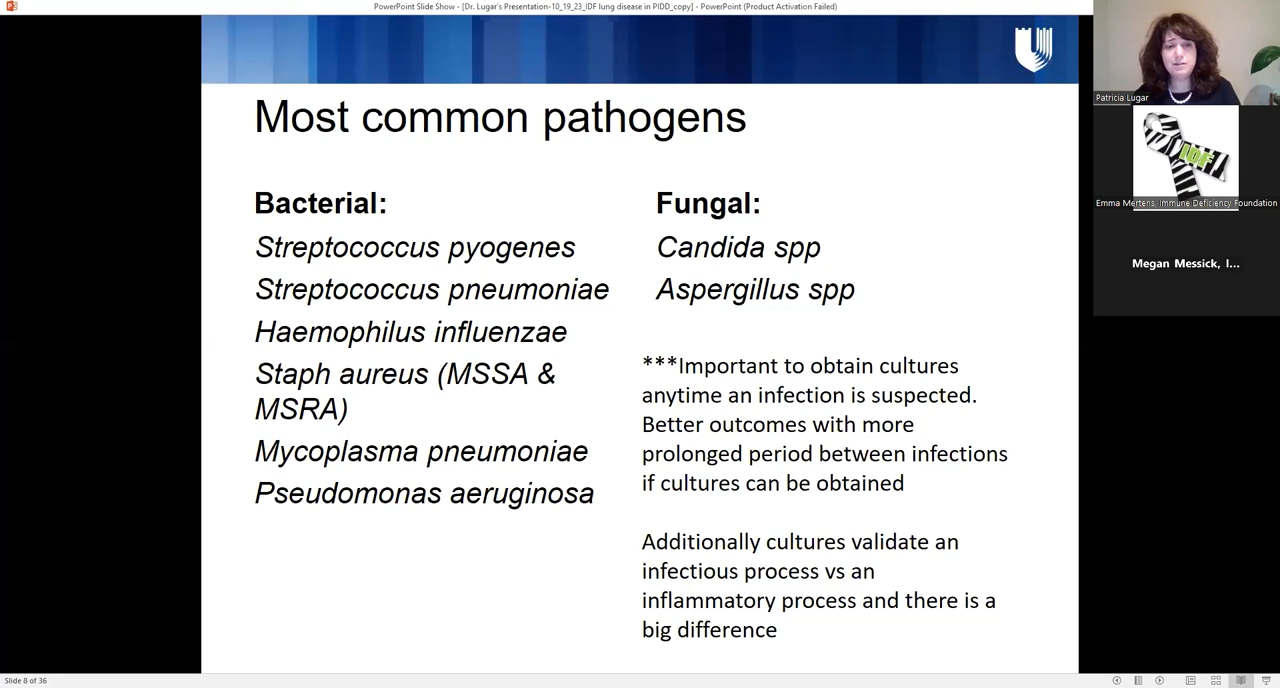 PowerPoint Slide Show - [Dr. Lugar's Presentation-10_19_23_IDF lung disease in PIDD_copy] - PowerPoint (Product Activation Failed)
Most common pathogens
Bacterial:
Streptococcus pyogenes
Streptococcus pneumoniae
Haemophilus influenzae
Staph aureus (MSSA &
MSRA)
Mycoplasma pneumoniae
Pseudomonas aeruginosa
Fungal:
Candida spp
Aspergillus spp
***Important to obtain cultures
anytime an infection is suspected.
Better outcomes with more
prolonged period between infections
if cultures can be obtained
Additionally cultures validate an
infectious process vs an
inflammatory process and there is a
big difference
Patricia Lugar
IDF
Emma Mertens, Immune Deficiency Foundation
Megan Messick, I...
Slide 8 of 36